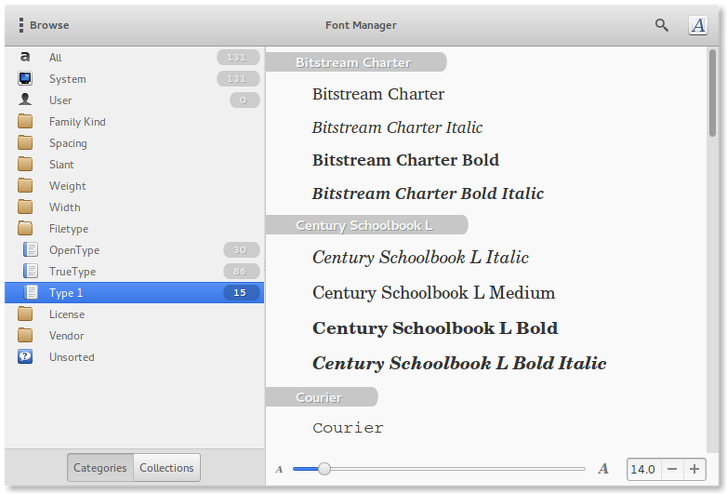 Browse
Font Manager
A
a All 131
System 131
User 0
Family Kind
Spacing
Slant
Weight
Width
Filetype
OpenType 30
TrueType 86
Type 1 15
License
Vendor
? Unsorted
Categories
Collections
Bitstream Charter
Bitstream Charter
Bitstream Charter Italic
Bitstream Charter Bold
Bitstream Charter Bold Italic
Century Schoolbook L
Century Schoolbook L Italic
Century Schoolbook L Medium
Century Schoolbook L Bold
Century Schoolbook L Bold Italic
Courier
Courier
A A 14.0 − +